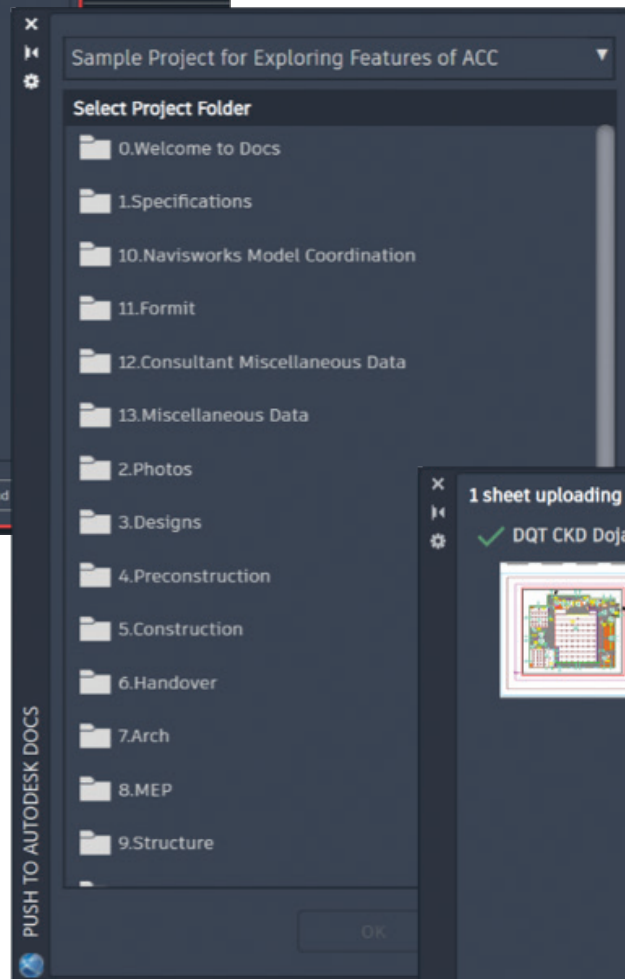 Sample Project for Exploring Features of ACC
Select Project Folder
0.Welcome to Docs
1.Specifications
10.Navisworks Model Coordination
11.Formit
12.Consultant Miscellaneous Data
13.Miscellaneous Data
2.Photos
3.Designs
4.Preconstruction
5.Construction
6.Handover
7.Arch
8.MEP
9.Structure
OK
PUSH TO AUTODESK DOCS
1 sheet uploading
DQT CKD Doja